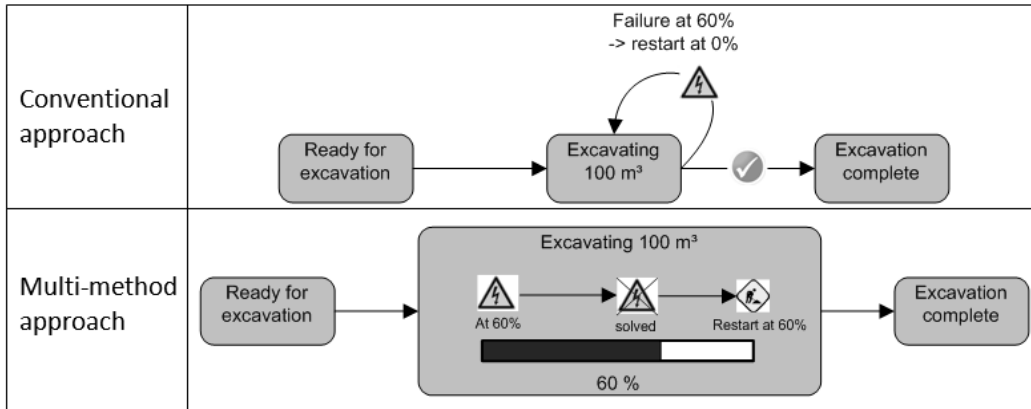 Conventional
approach
Failure at 60%
-> restart at 0%
Ready for
excavation
Excavating
100 m³
Excavation
complete
Multi-method
approach
Ready for
excavation
Excavating 100 m³
At 60%
solved
Restart at 60%
60 %
Excavation
complete